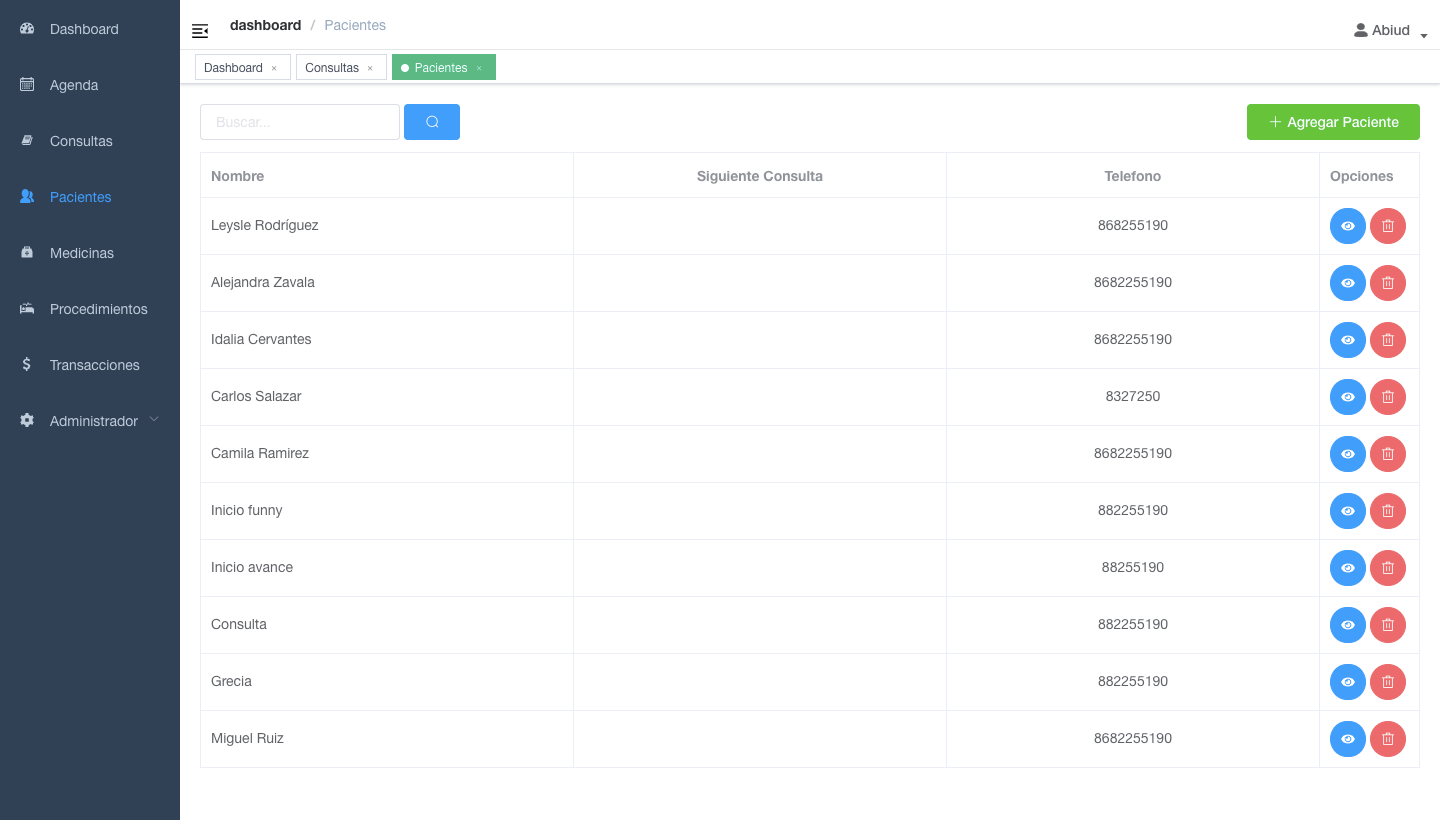 Dashboard
Agenda
Consultas
Pacientes
Medicinas
Procedimientos
Transacciones
Administrador
dashboard / Pacientes
Abiud
Dashboard × Consultas × Pacientes ×
Buscar...
Agregar Paciente
Nombre Siguiente Consulta Telefono Opciones
Leysle Rodríguez 868255190
Alejandra Zavala 8682255190
Idalia Cervantes 8682255190
Carlos Salazar 8327250
Camila Ramirez 8682255190
Inicio funny 882255190
Inicio avance 88255190
Consulta 882255190
Grecia 882255190
Miguel Ruiz 8682255190